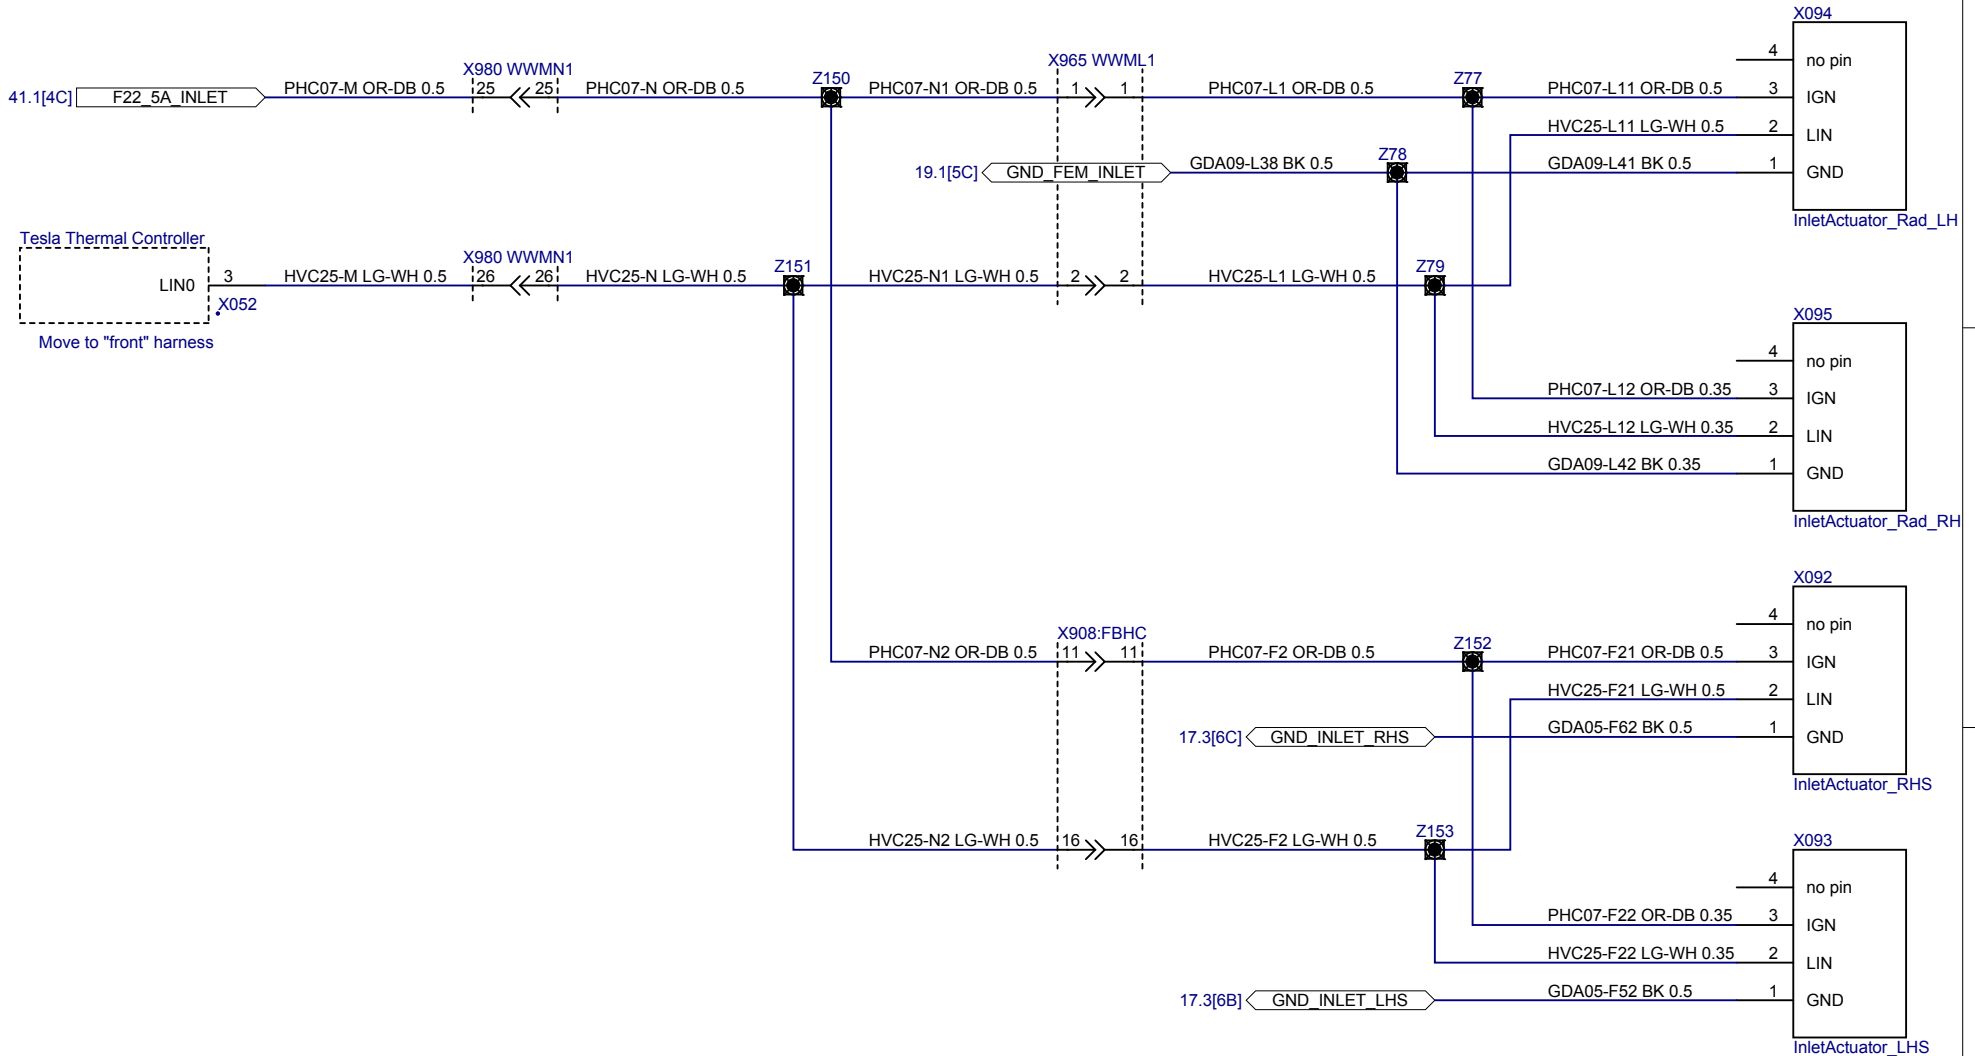 X094
4 no pin
X980 WWMN1
X965 WWML1
41.1[4C] F22_5A_INLET PHC07-M OR-DB 0.5 25 25 PHC07-N OR-DB 0.5 Z150 PHC07-N1 OR-DB 0.5 1 1 PHC07-L1 OR-DB 0.5 Z77 PHC07-L11 OR-DB 0.5 3 IGN
HVC25-L11 LG-WH 0.5 2 LIN
19.1[5C] GND_FEM_INLET GDA09-L38 BK 0.5 Z78 GDA09-L41 BK 0.5 1 GND
InletActuator_Rad_LH
Tesla Thermal Controller
X980 WWMN1
LIN0 3 HVC25-M LG-WH 0.5 26 26 HVC25-N LG-WH 0.5 Z151 HVC25-N1 LG-WH 0.5 2 2 HVC25-L1 LG-WH 0.5 Z79
X052
Move to "front" harness
X095
4 no pin
PHC07-L12 OR-DB 0.35 3 IGN
HVC25-L12 LG-WH 0.35 2 LIN
GDA09-L42 BK 0.35 1 GND
InletActuator_Rad_RH
X092
4 no pin
X908:FBHC
PHC07-N2 OR-DB 0.5 11 11 PHC07-F2 OR-DB 0.5 Z152 PHC07-F21 OR-DB 0.5 3 IGN
HVC25-F21 LG-WH 0.5 2 LIN
17.3[6C] GND_INLET_RHS GDA05-F62 BK 0.5 1 GND
InletActuator_RHS
HVC25-N2 LG-WH 0.5 16 16 HVC25-F2 LG-WH 0.5 Z153
X093
4 no pin
PHC07-F22 OR-DB 0.35 3 IGN
HVC25-F22 LG-WH 0.35 2 LIN
17.3[6B] GND_INLET_LHS GDA05-F52 BK 0.5 1 GND
InletActuator_LHS